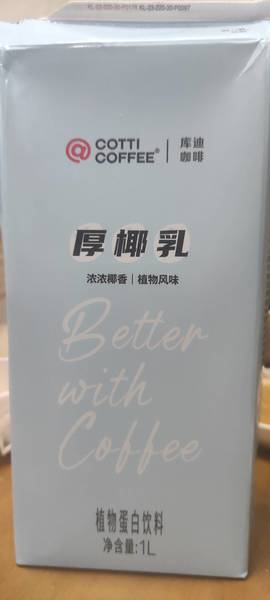 COTTI
COFFEE®
库迪
咖啡
厚椰乳
浓浓椰香|植物风味
Better
with
Coffee
植物蛋白饮料
净含量:1L